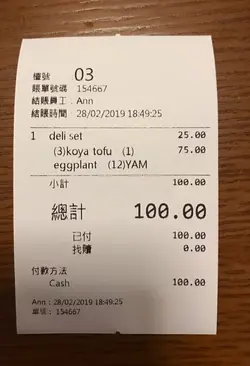 檯號 03
賬單號碼 154667
結賬員工: Ann
結賬時間 28/02/2019 18:49:25
1 deli set 25.00
(3)koya tofu (1) 75.00
eggplant (12)YAM
小計 100.00
總計 100.00
已付 100.00
找贖 0.00
付款方法
Cash 100.00
Ann : 28/02/2019 18:49:25
單號: 154667